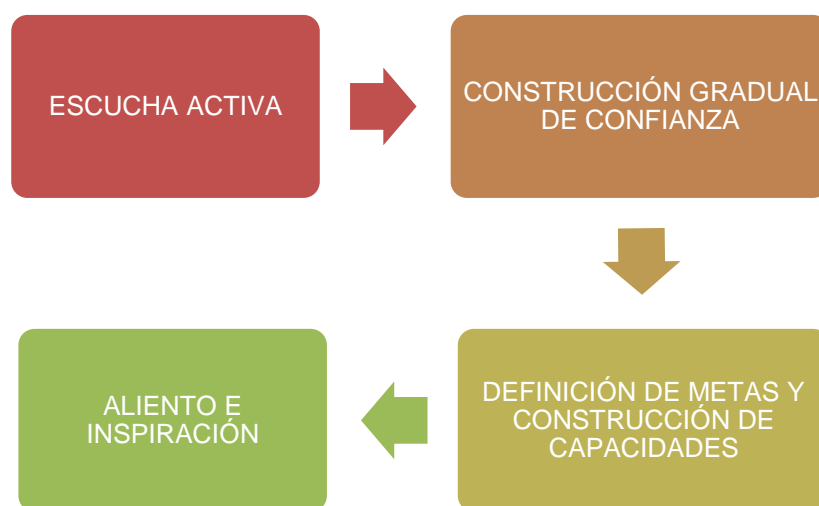 ESCUCHA ACTIVA
CONSTRUCCIÓN GRADUAL
DE CONFIANZA
DEFINICIÓN DE METAS Y
CONSTRUCCIÓN DE
CAPACIDADES
ALIENTO E
INSPIRACIÓN